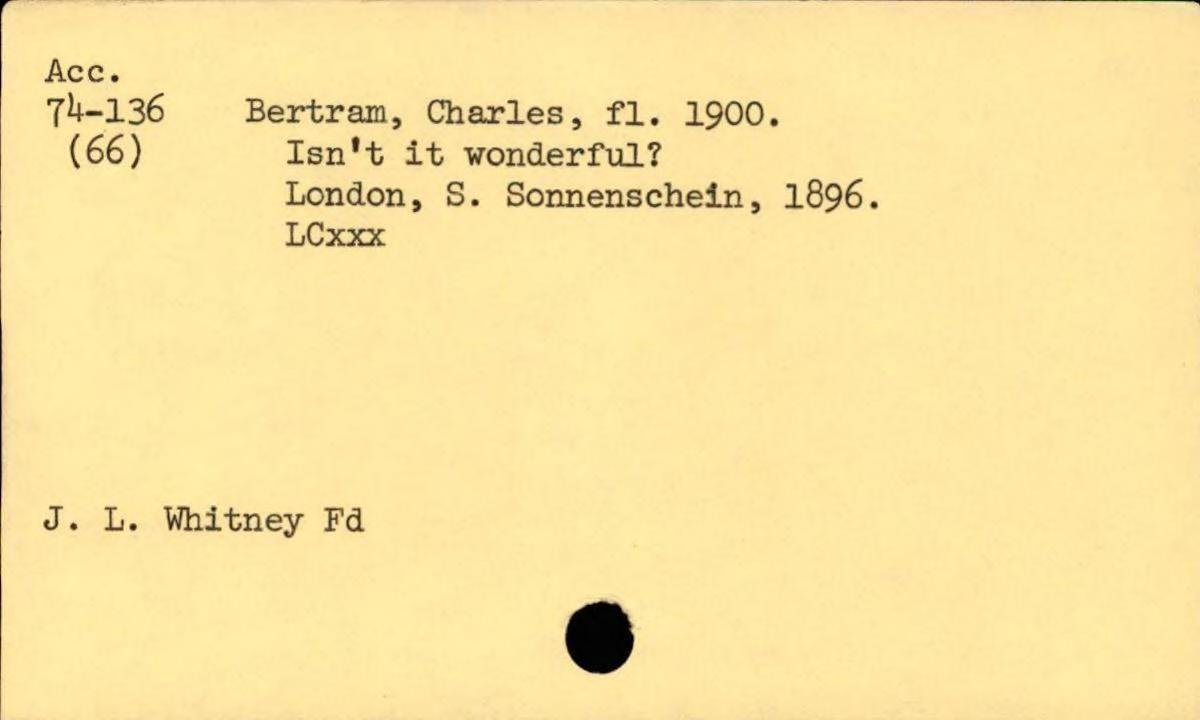 Acc.
74-136 Bertram, Charles, fl. 1900.
(66) Isn't it wonderful?
London, S. Sonnenschein, 1896.
LCxxx
J. L. Whitney Fd